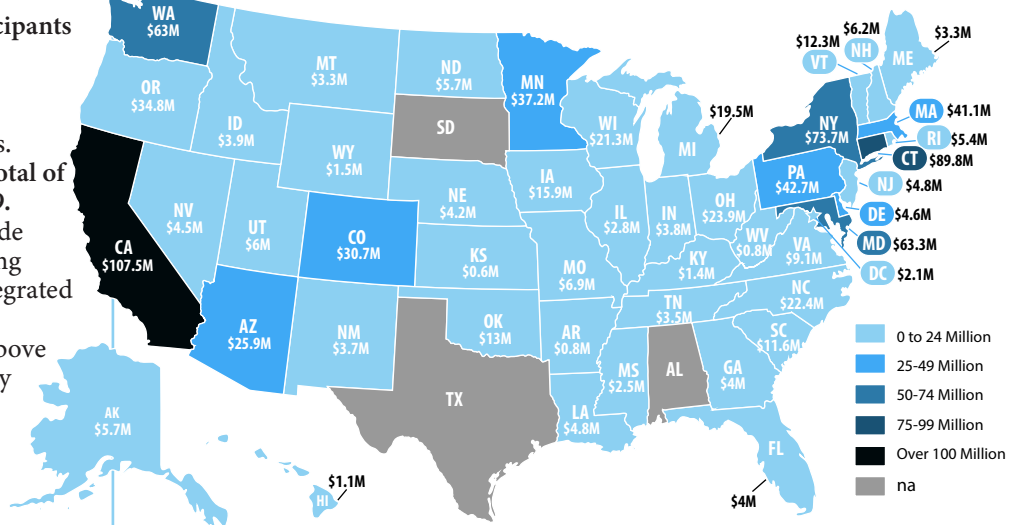 cipants
s.
otal of
9.
de
ng
egrated
bove
y
WA
$63M
OR
$34.8M
MT
$3.3M
ID
$3.9M
WY
$1.5M
ND
$5.7M
SD
MN
$37.2M
WI
$21.3M
$19.5M
MI
NV
$4.5M
UT
$6M
CO
$30.7M
NE
$4.2M
KS
$0.6M
IA
$15.9M
MO
$6.9M
IL
$2.8M
IN
$3.8M
OH
$23.9M
KY
$1.4M
WV
$0.8M
VA
$9.1M
CA
$107.5M
AZ
$25.9M
NM
$3.7M
OK
$13M
TX
AR
$0.8M
LA
$4.8M
MS
$2.5M
AL
TN
$3.5M
GA
$4M
SC
$11.6M
NC
$22.4M
FL
$4M
AK
$5.7M
HI
$1.1M
NY
$73.7M
PA
$42.7M
$12.3M
VT
$6.2M
NH
ME
$3.3M
MA $41.1M
RI $5.4M
CT $89.8M
NJ $4.8M
DE $4.6M
MD $63.3M
DC $2.1M
0 to 24 Million
25-49 Million
50-74 Million
75-99 Million
Over 100 Million
na